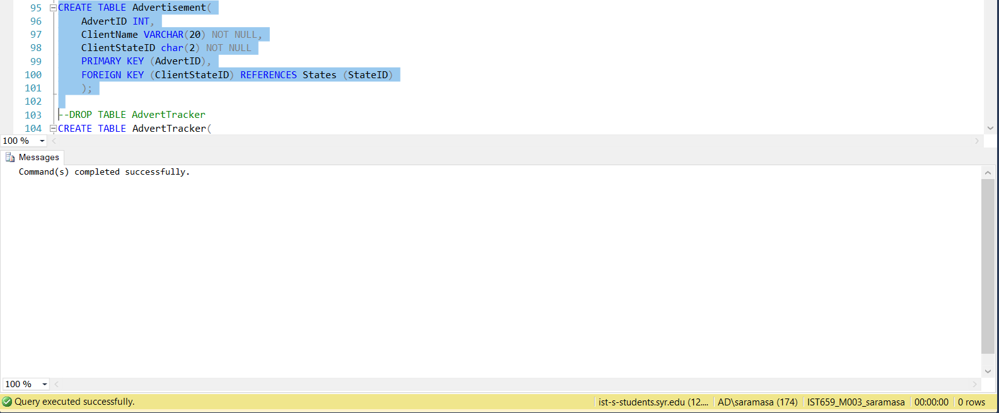 95 CREATE TABLE Advertisement(
96 AdvertID INT,
97 ClientName VARCHAR(20) NOT NULL,
98 ClientStateID char(2) NOT NULL
99 PRIMARY KEY (AdvertID),
100 FOREIGN KEY (ClientStateID) REFERENCES States (StateID)
101 );
102
103 --DROP TABLE AdvertTracker
104 CREATE TABLE AdvertTracker(
100 %
Messages
Command(s) completed successfully.
100 %
Query executed successfully. ist-s-students.syr.edu (12.... AD\saramasa (174) IST659_M003_saramasa 00:00:00 0 rows